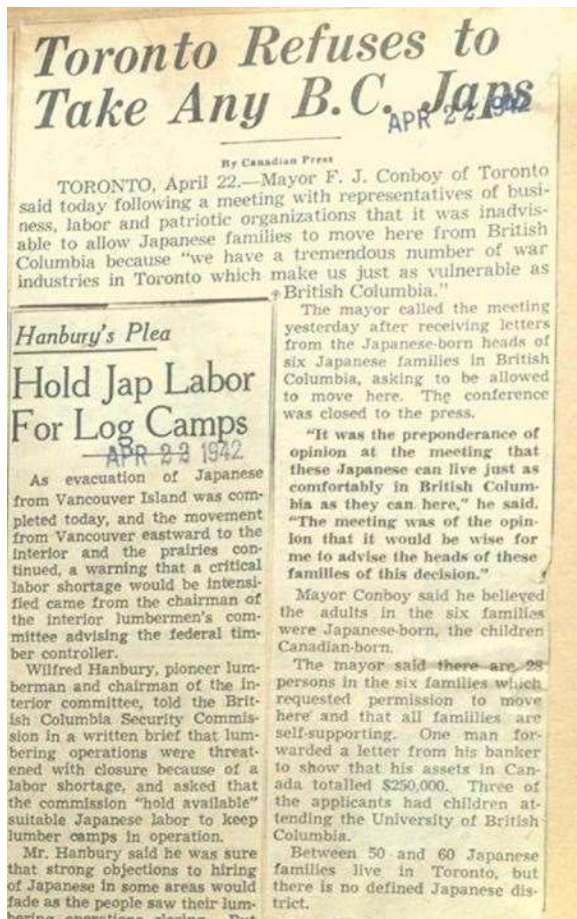 Toronto Refuses to
Take Any B.C. Japs
APR 22 1942
By Canadian Press
TORONTO, April 22.—Mayor F. J. Conboy of Toronto
said today following a meeting with representatives of busi-
ness, labor and patriotic organizations that it was inadvis-
able to allow Japanese families to move here from British
Columbia because "we have a tremendous number of war
industries in Toronto which make us just as vulnerable as
British Columbia."
The mayor called the meeting
yesterday after receiving letters
from the Japanese-born heads of
six Japanese families in British
Columbia, asking to be allowed
to move here. The conference
was closed to the press.
"It was the preponderance of
opinion at the meeting that
these Japanese can live just as
comfortably in British Colum-
bia as they can here," he said.
"The meeting was of the opin-
ion that it would be wise for
me to advise the heads of these
families of this decision."
Mayor Conboy said he believed
the adults in the six families
were Japanese-born, the children
Canadian-born.
The mayor said there are 28
persons in the six families which
requested permission to move
here and that all famiilies are
self-supporting. One man for-
warded a letter from his banker
to show that his assets in Can-
ada totalled $250,000. Three of
the applicants had children at-
tending the University of British
Columbia.
Between 50 and 60 Japanese
families live in Toronto, but
there is no defined Japanese dis-
trict.
Hanbury's Plea
Hold Jap Labor
For Log Camps
APR 22 1942
As evacuation of Japanese
from Vancouver Island was com-
pleted today, and the movement
from Vancouver eastward to the
interior and the prairies con-
tinued, a warning that a critical
labor shortage would be intensi-
fied came from the chairman of
the interior lumbermen's com-
mittee advising the federal tim-
ber controller.
Wilfred Hanbury, pioneer lum-
berman and chairman of the in-
terior committee, told the Brit-
ish Columbia Security Commis-
sion in a written brief that lum-
bering operations were threat-
ened with closure because of a
labor shortage, and asked that
the commission "hold available"
suitable Japanese labor to keep
lumber camps in operation.
Mr. Hanbury said he was sure
that strong objections to hiring
of Japanese in some areas would
fade as the people saw their lum-
bering operations closing. But